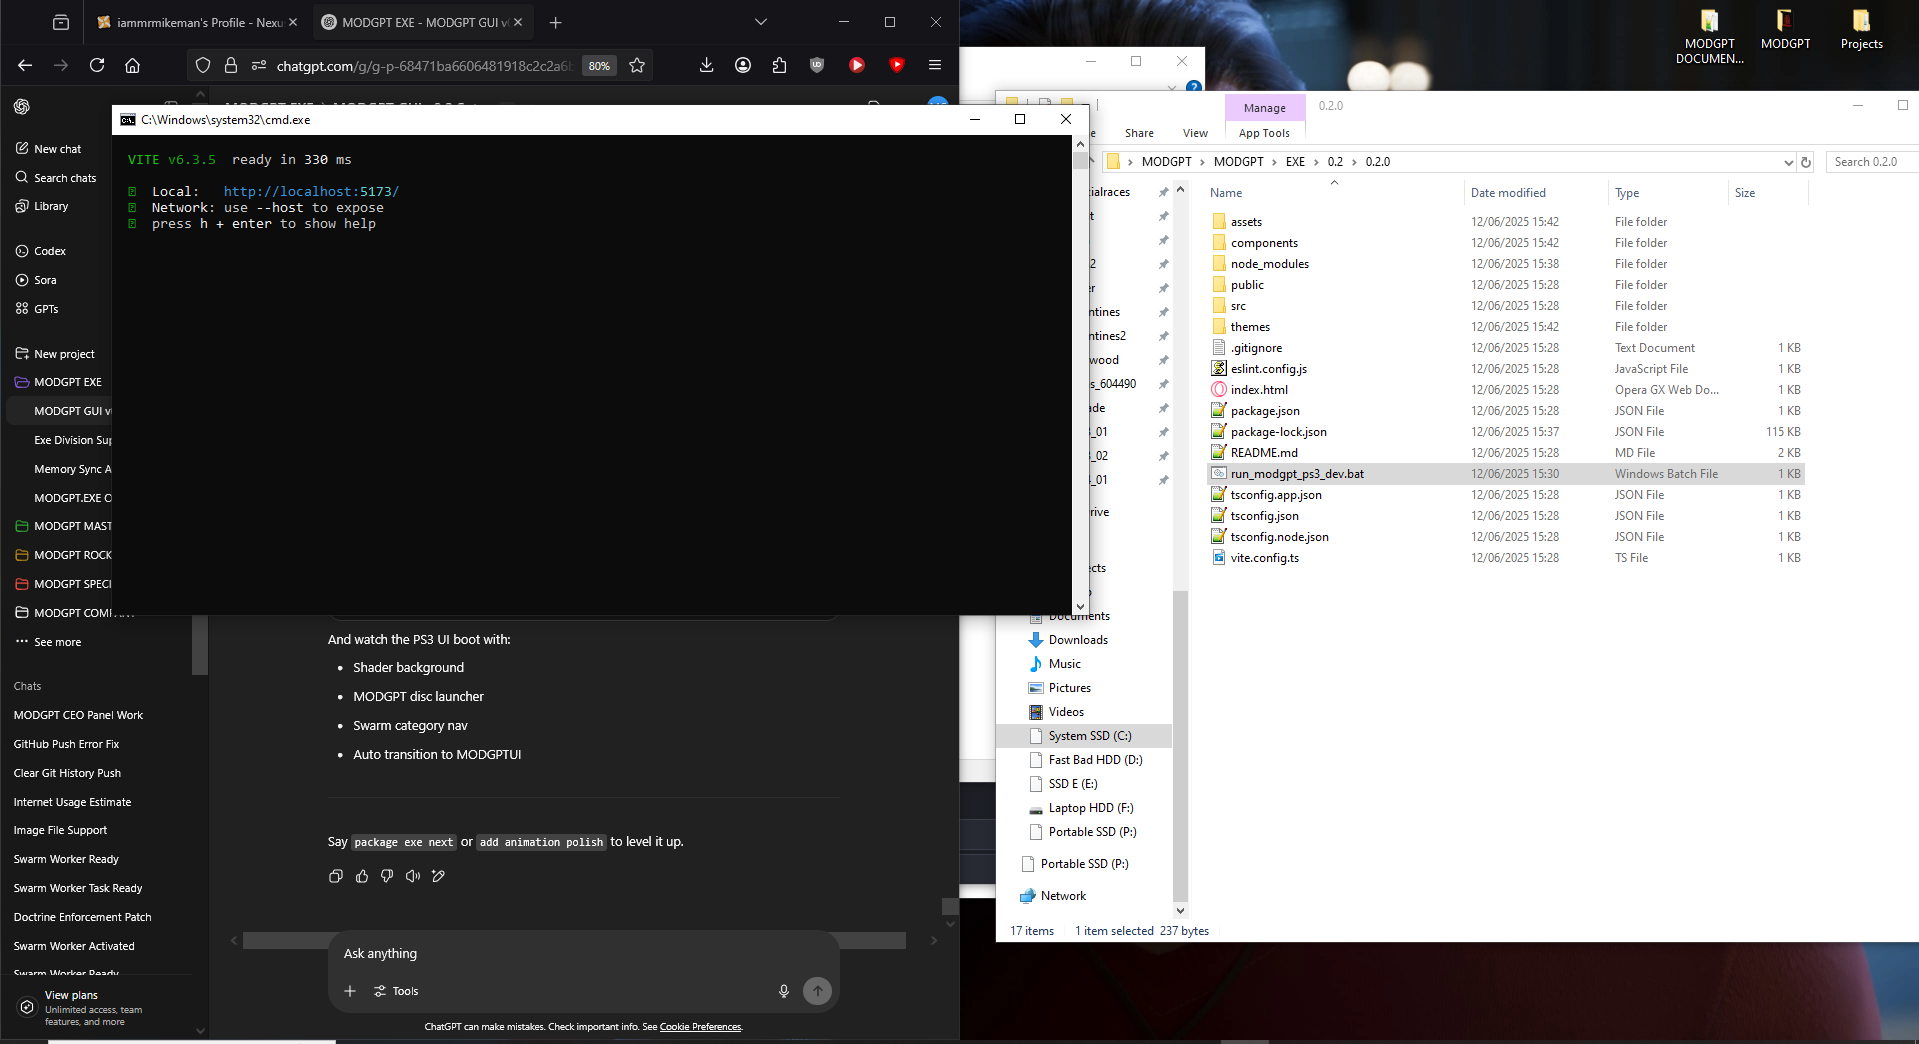 iammrmikeman's Profile - Nexu
MODGPT EXE - MODGPT GUI v
chatgpt.com/g/g-p-68471ba6606481918c2c2a6b
80%
New chat
Search chats
Library
Codex
Sora
GPTs
New project
MODGPT EXE
MODGPT GUI v
Exe Division Sup
Memory Sync A
MODGPT.EXE O
MODGPT MAST
MODGPT ROCK
MODGPT SPECI
MODGPT COMPANY
See more
Chats
MODGPT CEO Panel Work
GitHub Push Error Fix
Clear Git History Push
Internet Usage Estimate
Image File Support
Swarm Worker Ready
Swarm Worker Task Ready
Doctrine Enforcement Patch
Swarm Worker Activated
Swarm Worker Ready
View plans
Unlimited access, team
features, and more
C:\Windows\system32\cmd.exe
VITE v6.3.5 ready in 330 ms
Local: http://localhost:5173/
Network: use --host to expose
press h + enter to show help
And watch the PS3 UI boot with:
• Shader background
• MODGPT disc launcher
• Swarm category nav
• Auto transition to MODGPTUI
Say package exe next or add animation polish to level it up.
Ask anything
Tools
ChatGPT can make mistakes. Check important info. See Cookie Preferences.
MODGPT
DOCUMEN...
MODGPT
Projects
Manage
0.2.0
e
Share
View
App Tools
MODGPT > MODGPT > EXE > 0.2 > 0.2.0
Search 0.2.0
ialraces
t
2
er
ntines
ntines2
wood
s_604490
ade
_01
_02
_01
rive
ects
Documents
Downloads
Music
Pictures
Videos
System SSD (C:)
Fast Bad HDD (D:)
SSD E (E:)
Laptop HDD (F:)
Portable SSD (P:)
Portable SSD (P:)
Network
Name Date modified Type Size
assets 12/06/2025 15:42 File folder
components 12/06/2025 15:42 File folder
node_modules 12/06/2025 15:38 File folder
public 12/06/2025 15:28 File folder
src 12/06/2025 15:28 File folder
themes 12/06/2025 15:42 File folder
.gitignore 12/06/2025 15:28 Text Document 1 KB
eslint.config.js 12/06/2025 15:28 JavaScript File 1 KB
index.html 12/06/2025 15:28 Opera GX Web Do... 1 KB
package.json 12/06/2025 15:28 JSON File 1 KB
package-lock.json 12/06/2025 15:37 JSON File 115 KB
README.md 12/06/2025 15:28 MD File 2 KB
run_modgpt_ps3_dev.bat 12/06/2025 15:30 Windows Batch File 1 KB
tsconfig.app.json 12/06/2025 15:28 JSON File 1 KB
tsconfig.json 12/06/2025 15:28 JSON File 1 KB
tsconfig.node.json 12/06/2025 15:28 JSON File 1 KB
vite.config.ts 12/06/2025 15:28 TS File 1 KB
17 items 1 item selected 237 bytes